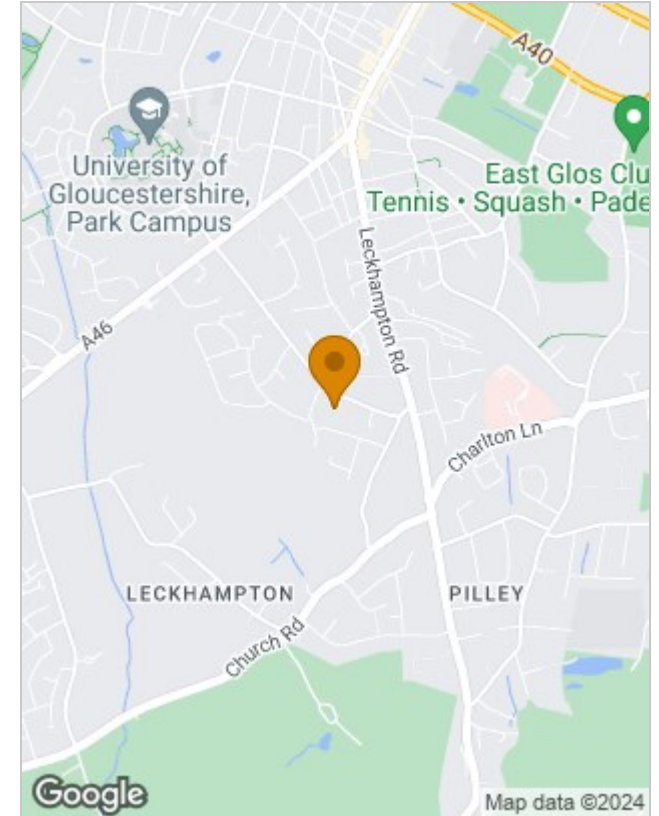 A40
University of
Gloucestershire,
Park Campus
East Glos Clu
Tennis • Squash • Pade
Leckhampton Rd
A46
Charlton Ln
LECKHAMPTON
PILLEY
Church Rd
Google
Map data ©2024